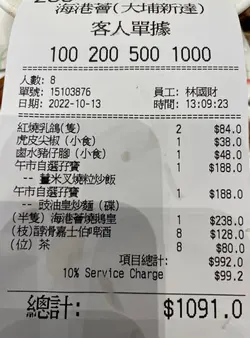 海港薈(大埔新達)
客人單據
100 200 500 1000
人數: 8
單號: 15103876 員工: 林國財
日期: 2022-10-13 時間: 13:09:23
紅燒乳鴿(隻) 2 $84.0
虎皮尖椒 (小食) 1 $38.0
鹵水豬仔腳 (小食) 1 $48.0
午市自選孖寶 1 $188.0
-- 薑米叉燒粒炒飯
午市自選孖寶 1 $188.0
-- 豉油皇炒麵 (碟)
(半隻) 海港薈燒鵝皇 1 $238.0
(枝)醇滑嘉士伯啤酒 8 $128.0
(位) 茶 8 $80.0
項目總計: $992.0
10% Service Charge $99.2
總計: $1091.0